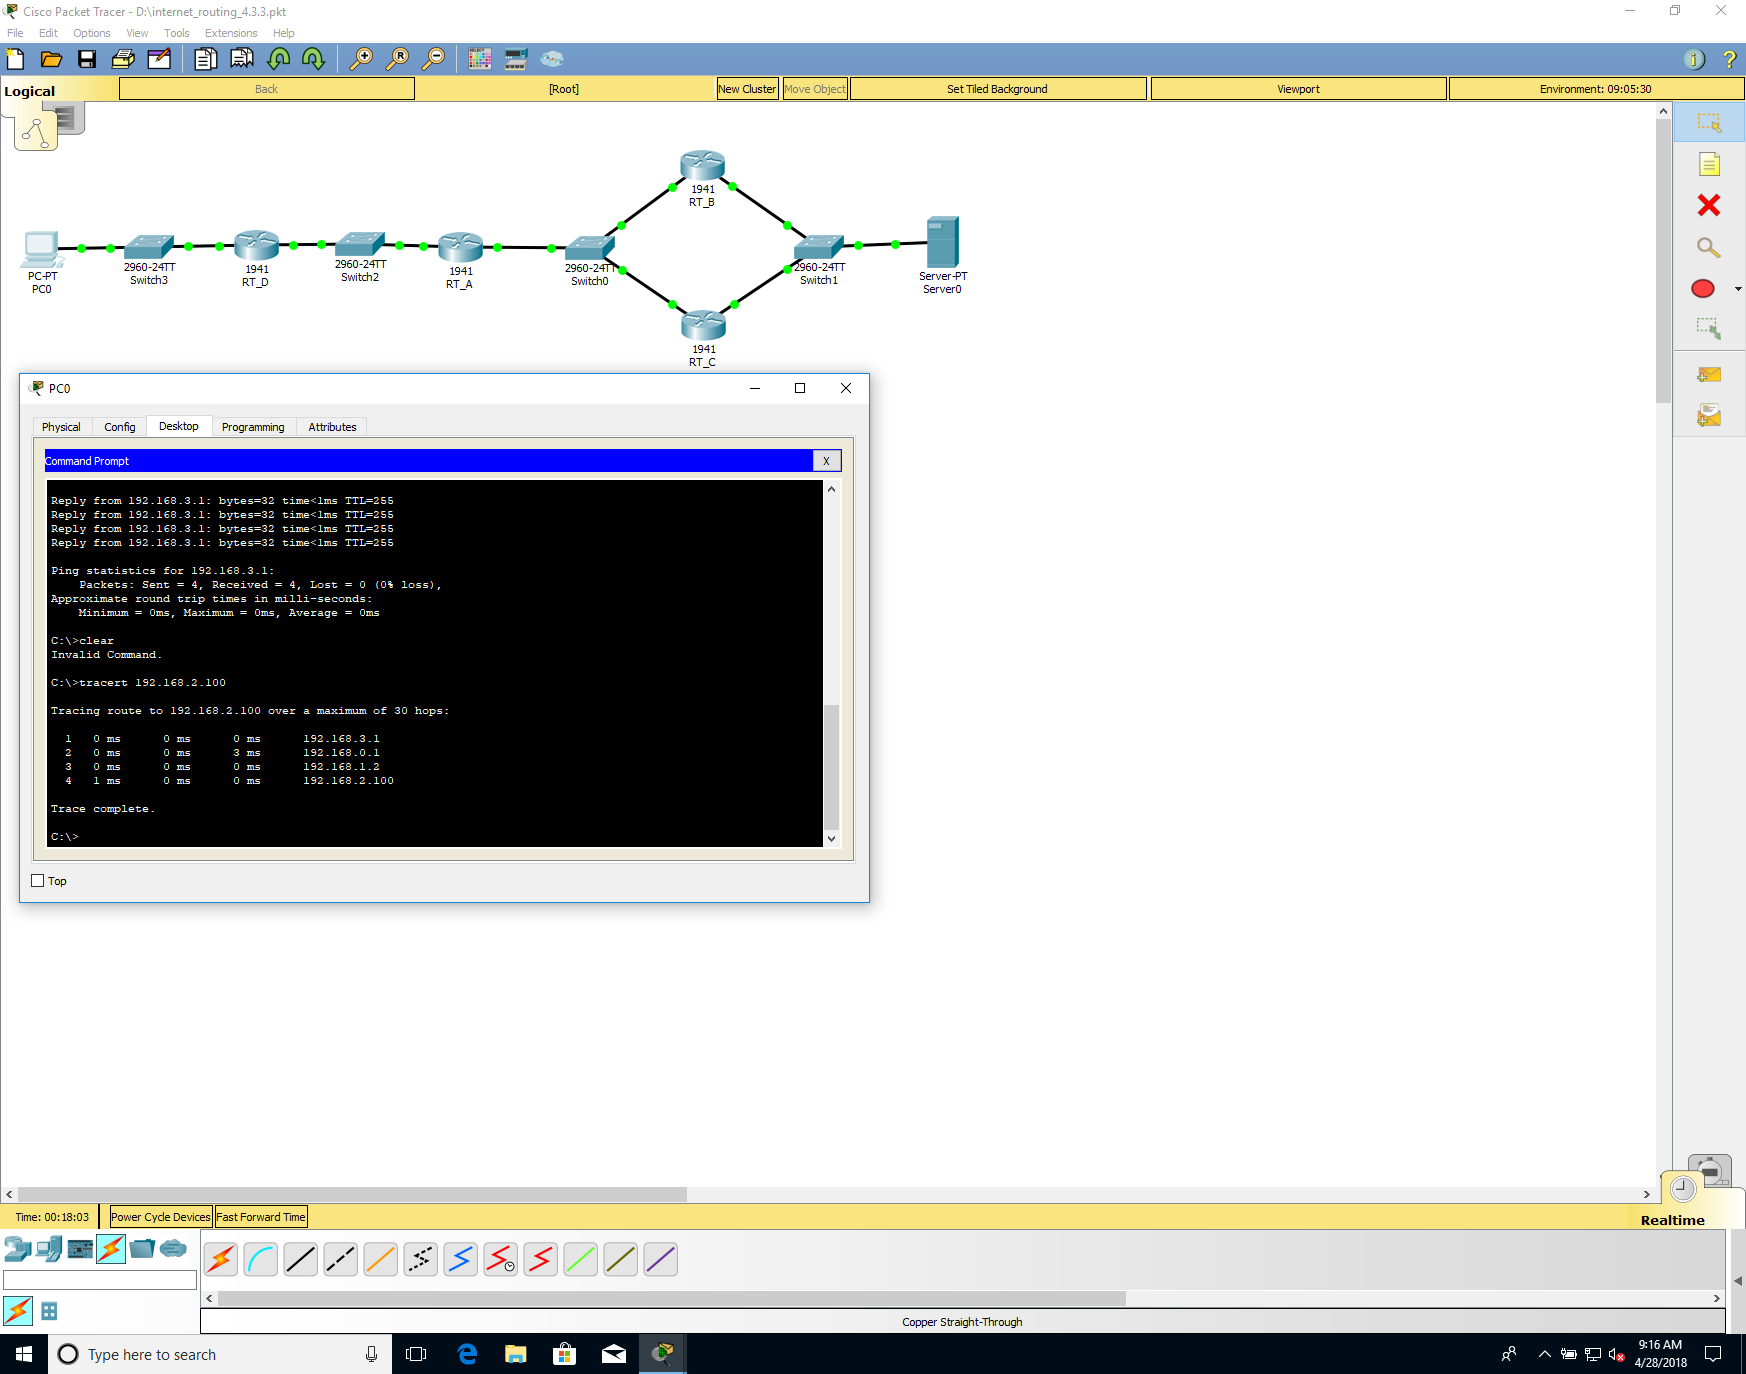 Cisco Packet Tracer - D:\internet_routing_4.3.3.pkt
File Edit Options View Tools Extensions Help
Logical Back [Root] New Cluster Move Object Set Tiled Background Viewport Environment: 09:05:30
1941
RT_B
PC-PT
PC0
2960-24TT
Switch3
1941
RT_D
2960-24TT
Switch2
1941
RT_A
2960-24TT
Switch0
2960-24TT
Switch1
Server-PT
Server0
1941
RT_C
PC0
Physical Config Desktop Programming Attributes
Command Prompt X
Reply from 192.168.3.1: bytes=32 time<1ms TTL=255
Reply from 192.168.3.1: bytes=32 time<1ms TTL=255
Reply from 192.168.3.1: bytes=32 time<1ms TTL=255
Reply from 192.168.3.1: bytes=32 time<1ms TTL=255
Ping statistics for 192.168.3.1:
Packets: Sent = 4, Received = 4, Lost = 0 (0% loss),
Approximate round trip times in milli-seconds:
Minimum = 0ms, Maximum = 0ms, Average = 0ms
C:\>clear
Invalid Command.
C:\>tracert 192.168.2.100
Tracing route to 192.168.2.100 over a maximum of 30 hops:
1 0 ms 0 ms 0 ms 192.168.3.1
2 0 ms 0 ms 3 ms 192.168.0.1
3 0 ms 0 ms 0 ms 192.168.1.2
4 1 ms 0 ms 0 ms 192.168.2.100
Trace complete.
C:\>
Top
Time: 00:18:03 Power Cycle Devices Fast Forward Time Realtime
Copper Straight-Through
Type here to search
9:16 AM
4/28/2018